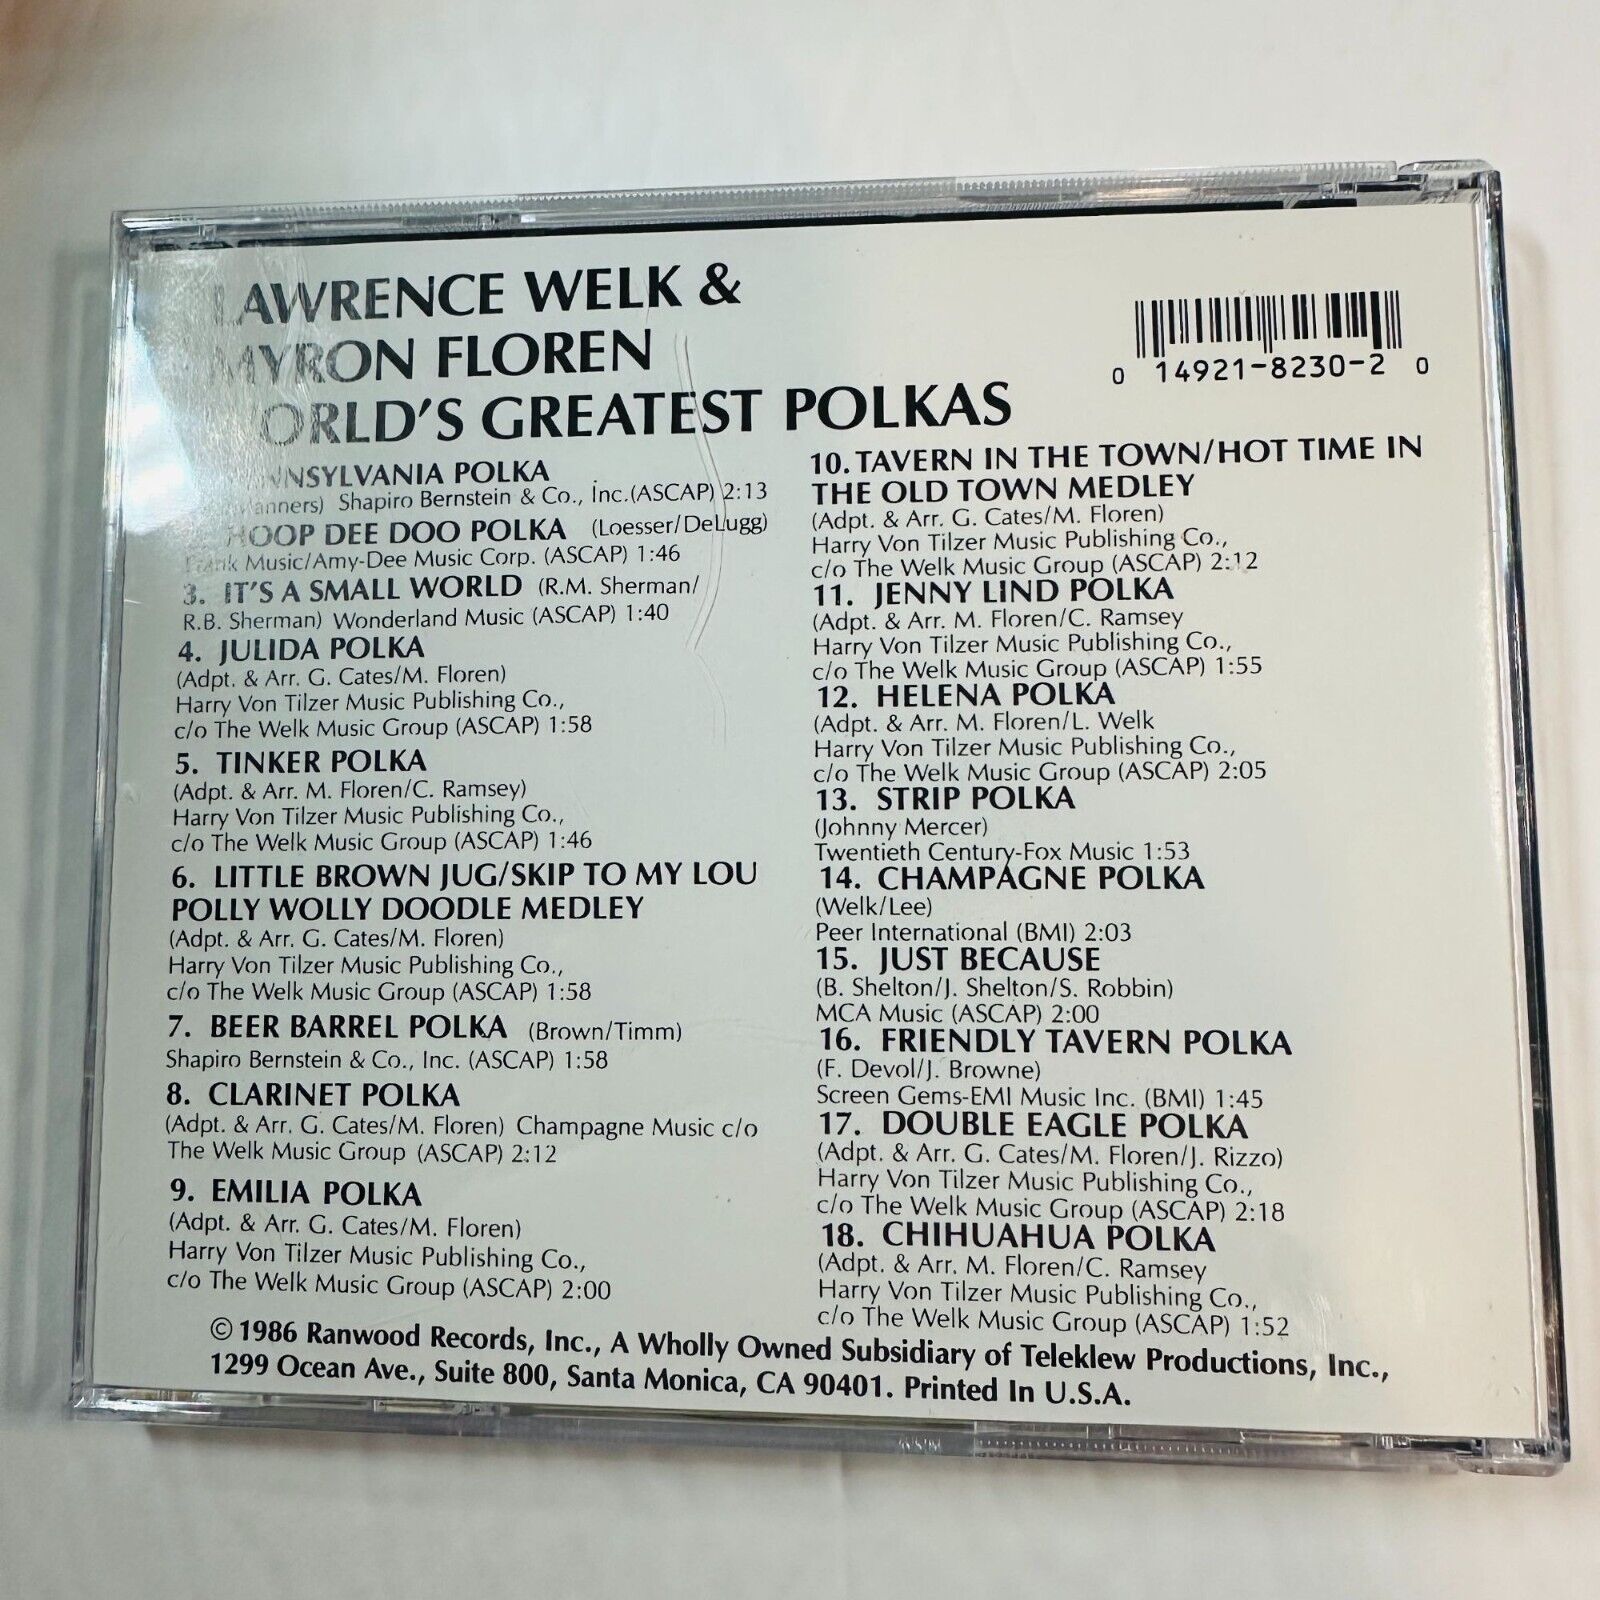 LAWRENCE WELK &
MYRON FLOREN
WORLD'S GREATEST POLKAS
0 14921-8230-2 0
PENNSYLVANIA POLKA
Manners) Shapiro Bernstein & Co., Inc.(ASCAP) 2:13
HOOP DEE DOO POLKA (Loesser/DeLugg)
Frank Music/Amy-Dee Music Corp. (ASCAP) 1:46
3. IT'S A SMALL WORLD (R.M. Sherman/
R.B. Sherman) Wonderland Music (ASCAP) 1:40
4. JULIDA POLKA
(Adpt. & Arr. G. Cates/M. Floren)
Harry Von Tilzer Music Publishing Co.,
c/o The Welk Music Group (ASCAP) 1:58
5. TINKER POLKA
(Adpt. & Arr. M. Floren/C. Ramsey)
Harry Von Tilzer Music Publishing Co.,
c/o The Welk Music Group (ASCAP) 1:46
6. LITTLE BROWN JUG/SKIP TO MY LOU
POLLY WOLLY DOODLE MEDLEY
(Adpt. & Arr. G. Cates/M. Floren)
Harry Von Tilzer Music Publishing Co.,
c/o The Welk Music Group (ASCAP) 1:58
7. BEER BARREL POLKA (Brown/Timm)
Shapiro Bernstein & Co., Inc. (ASCAP) 1:58
8. CLARINET POLKA
(Adpt. & Arr. G. Cates/M. Floren) Champagne Music c/o
The Welk Music Group (ASCAP) 2:12
9. EMILIA POLKA
(Adpt. & Arr. G. Cates/M. Floren)
Harry Von Tilzer Music Publishing Co.,
c/o The Welk Music Group (ASCAP) 2:00
10. TAVERN IN THE TOWN/HOT TIME IN
THE OLD TOWN MEDLEY
(Adpt. & Arr. G. Cates/M. Floren)
Harry Von Tilzer Music Publishing Co.,
c/o The Welk Music Group (ASCAP) 2:12
11. JENNY LIND POLKA
(Adpt. & Arr. M. Floren/C. Ramsey
Harry Von Tilzer Music Publishing Co.,
c/o The Welk Music Group (ASCAP) 1:55
12. HELENA POLKA
(Adpt. & Arr. M. Floren/L. Welk
Harry Von Tilzer Music Publishing Co.,
c/o The Welk Music Group (ASCAP) 2:05
13. STRIP POLKA
(Johnny Mercer)
Twentieth Century-Fox Music 1:53
14. CHAMPAGNE POLKA
(Welk/Lee)
Peer International (BMI) 2:03
15. JUST BECAUSE
(B. Shelton/J. Shelton/S. Robbin)
MCA Music (ASCAP) 2:00
16. FRIENDLY TAVERN POLKA
(F. Devol/J. Browne)
Screen Gems-EMI Music Inc. (BMI) 1:45
17. DOUBLE EAGLE POLKA
(Adpt. & Arr. G. Cates/M. Floren/J. Rizzo)
Harry Von Tilzer Music Publishing Co.,
c/o The Welk Music Group (ASCAP) 2:18
18. CHIHUAHUA POLKA
(Adpt. & Arr. M. Floren/C. Ramsey
Harry Von Tilzer Music Publishing Co.,
c/o The Welk Music Group (ASCAP) 1:52
© 1986 Ranwood Records, Inc., A Wholly Owned Subsidiary of Teleklew Productions, Inc.,
1299 Ocean Ave., Suite 800, Santa Monica, CA 90401. Printed In U.S.A.